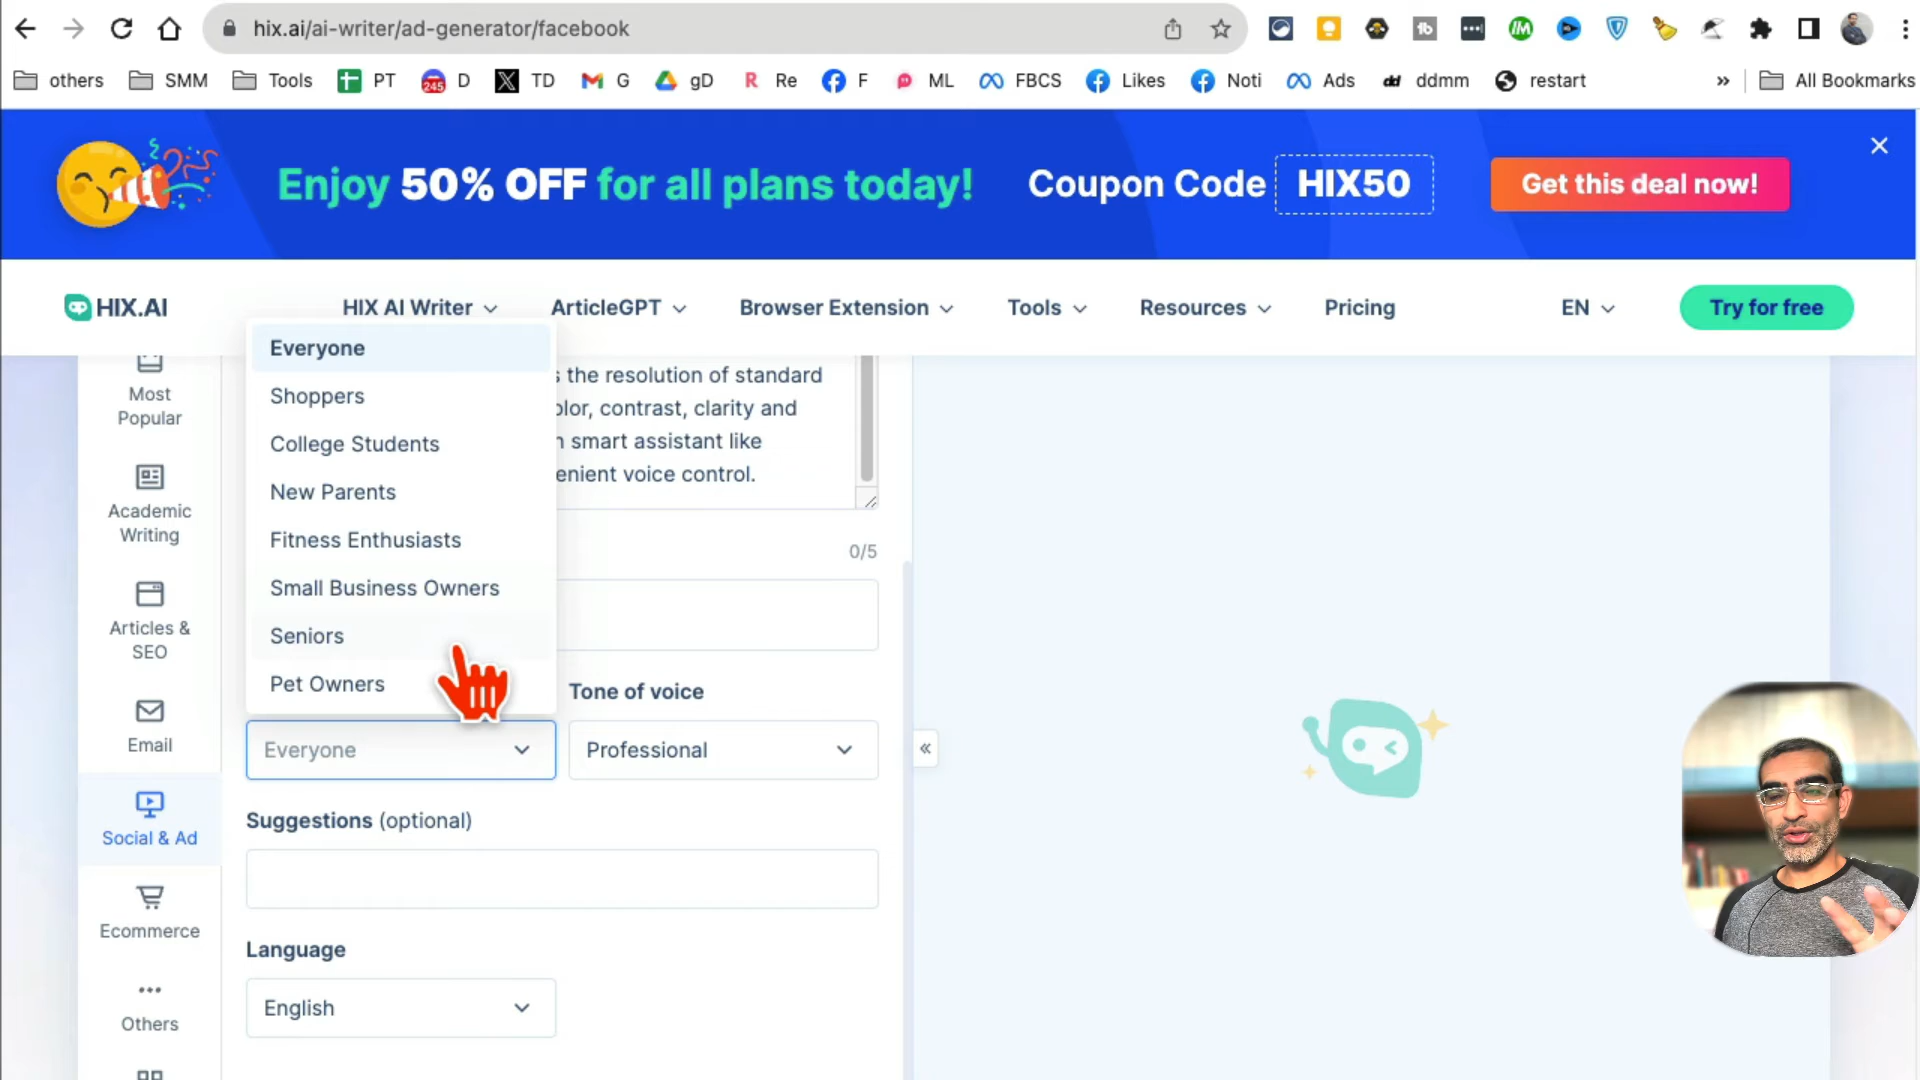 hix.ai/ai-writer/ad-generator/facebook
others SMM Tools PT 245 D TD G gD R Re F ML FBCS Likes Noti Ads dd ddmm restart » All Bookmarks
Enjoy 50% OFF for all plans today! Coupon Code HIX50 Get this deal now!
HIX.AI HIX AI Writer ArticleGPT Browser Extension Tools Resources Pricing EN Try for free
Most
Popular
Academic
Writing
Articles &
SEO
Email
Social & Ad
Ecommerce
Others
Everyone
Shoppers
College Students
New Parents
Fitness Enthusiasts
Small Business Owners
Seniors
Pet Owners
the resolution of standard
color, contrast, clarity and
smart assistant like
voice control.
0/5
Tone of voice
Everyone
Professional
«
Suggestions (optional)
Language
English